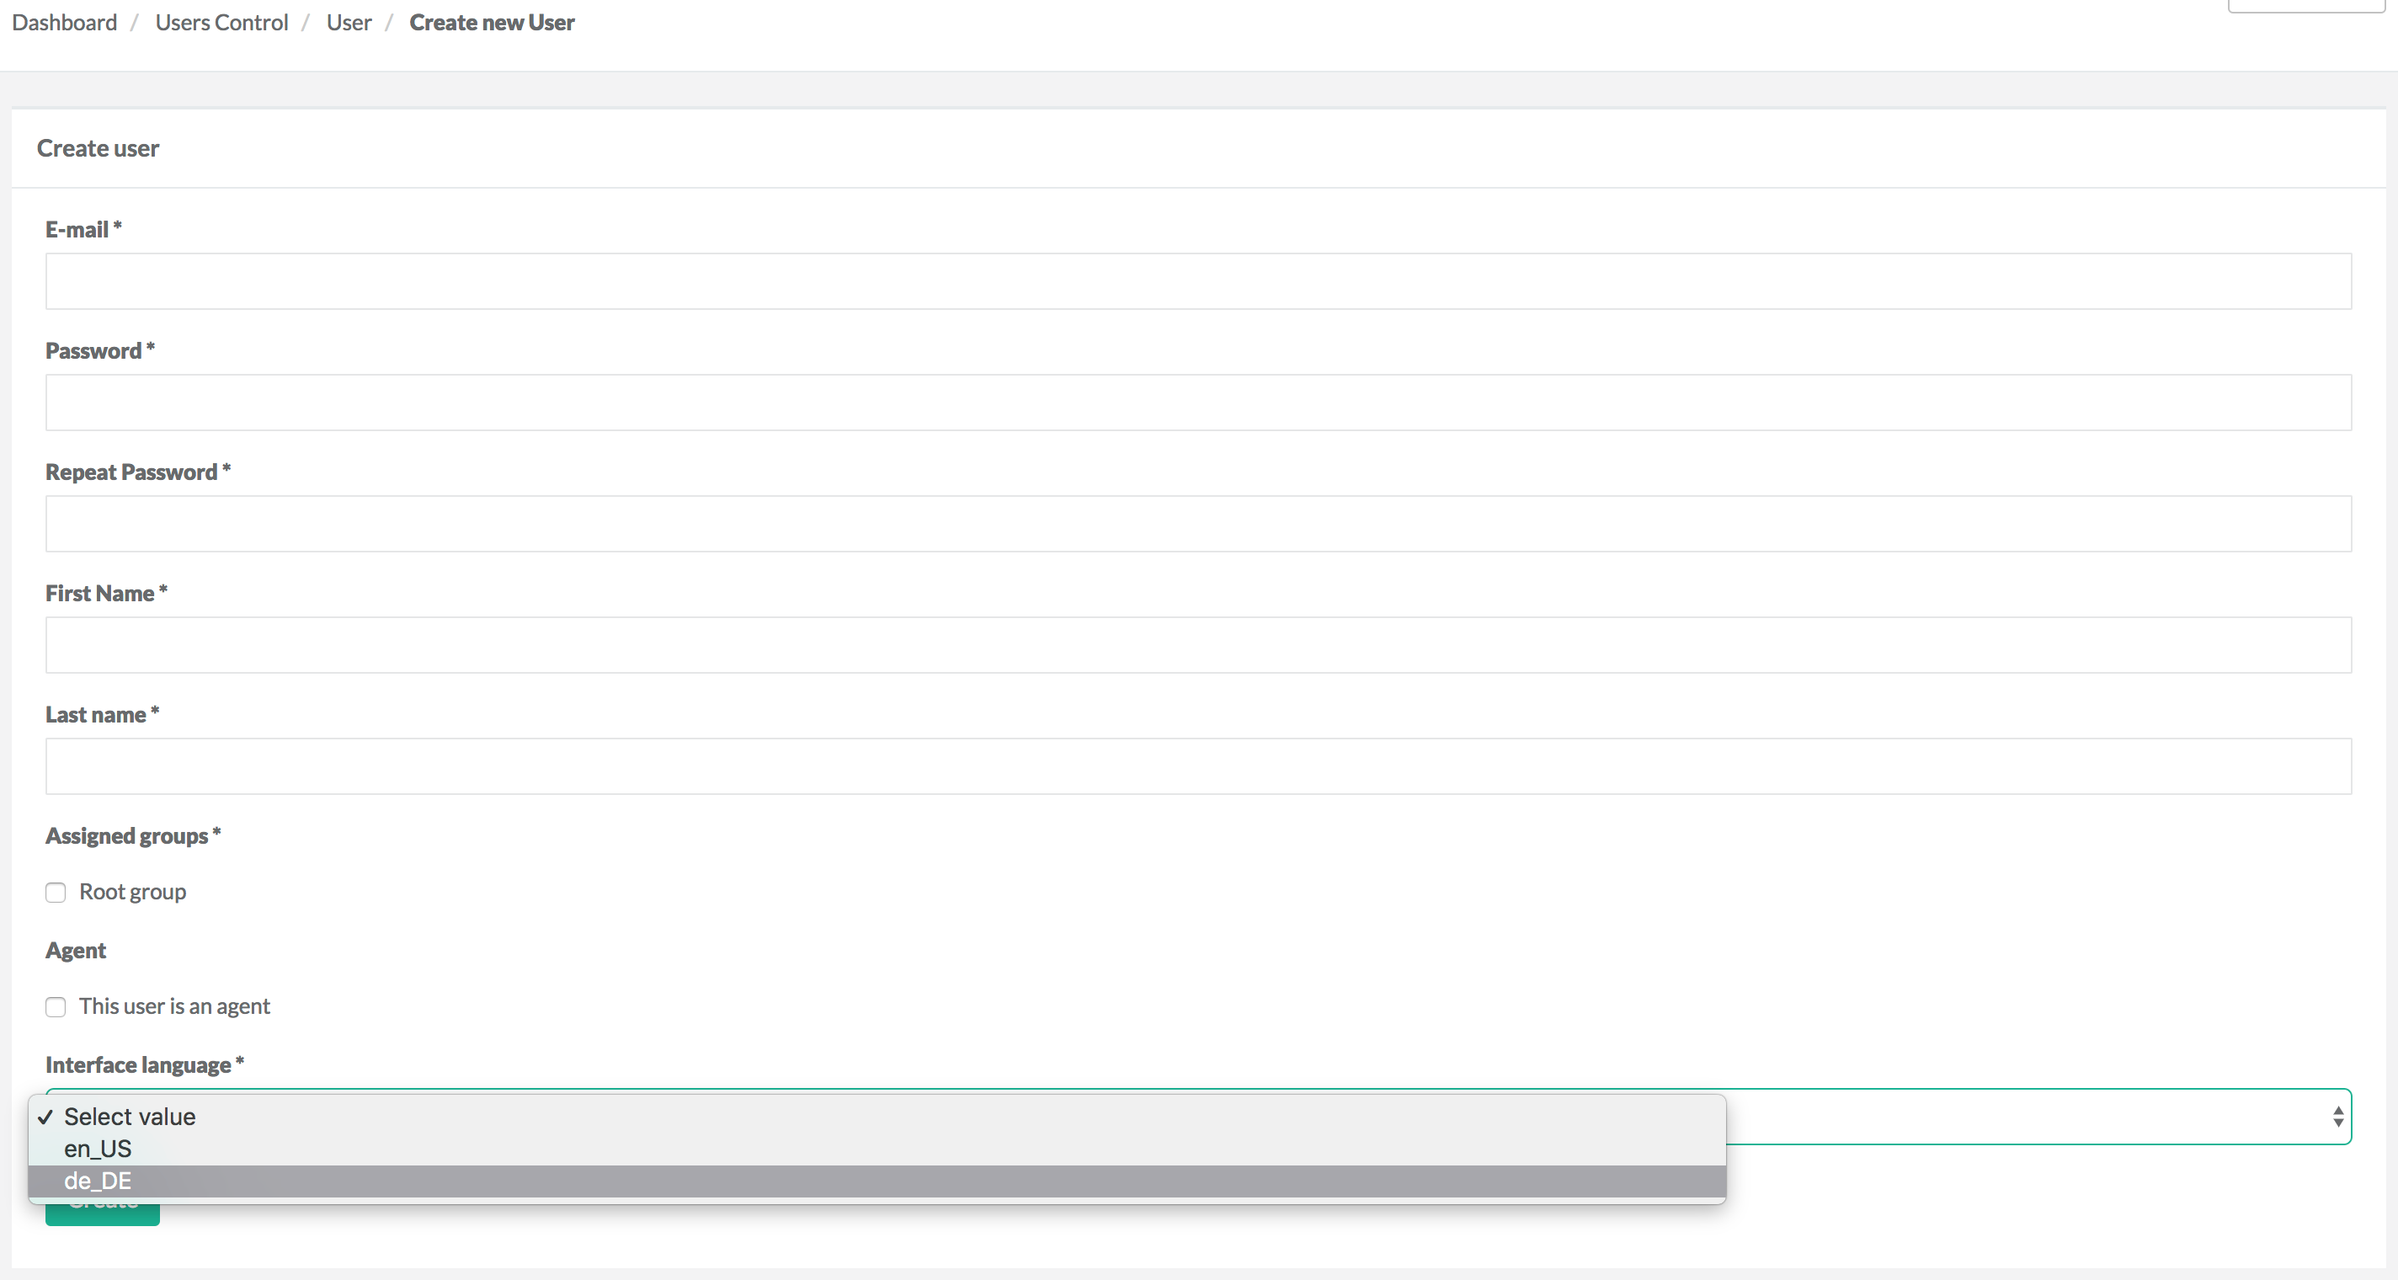 Dashboard / Users Control / User / Create new User
Create user
E-mail *
Password *
Repeat Password *
First Name *
Last name *
Assigned groups *
Root group
Agent
This user is an agent
Interface language *
✓ Select value
en_US
de_DE
Create